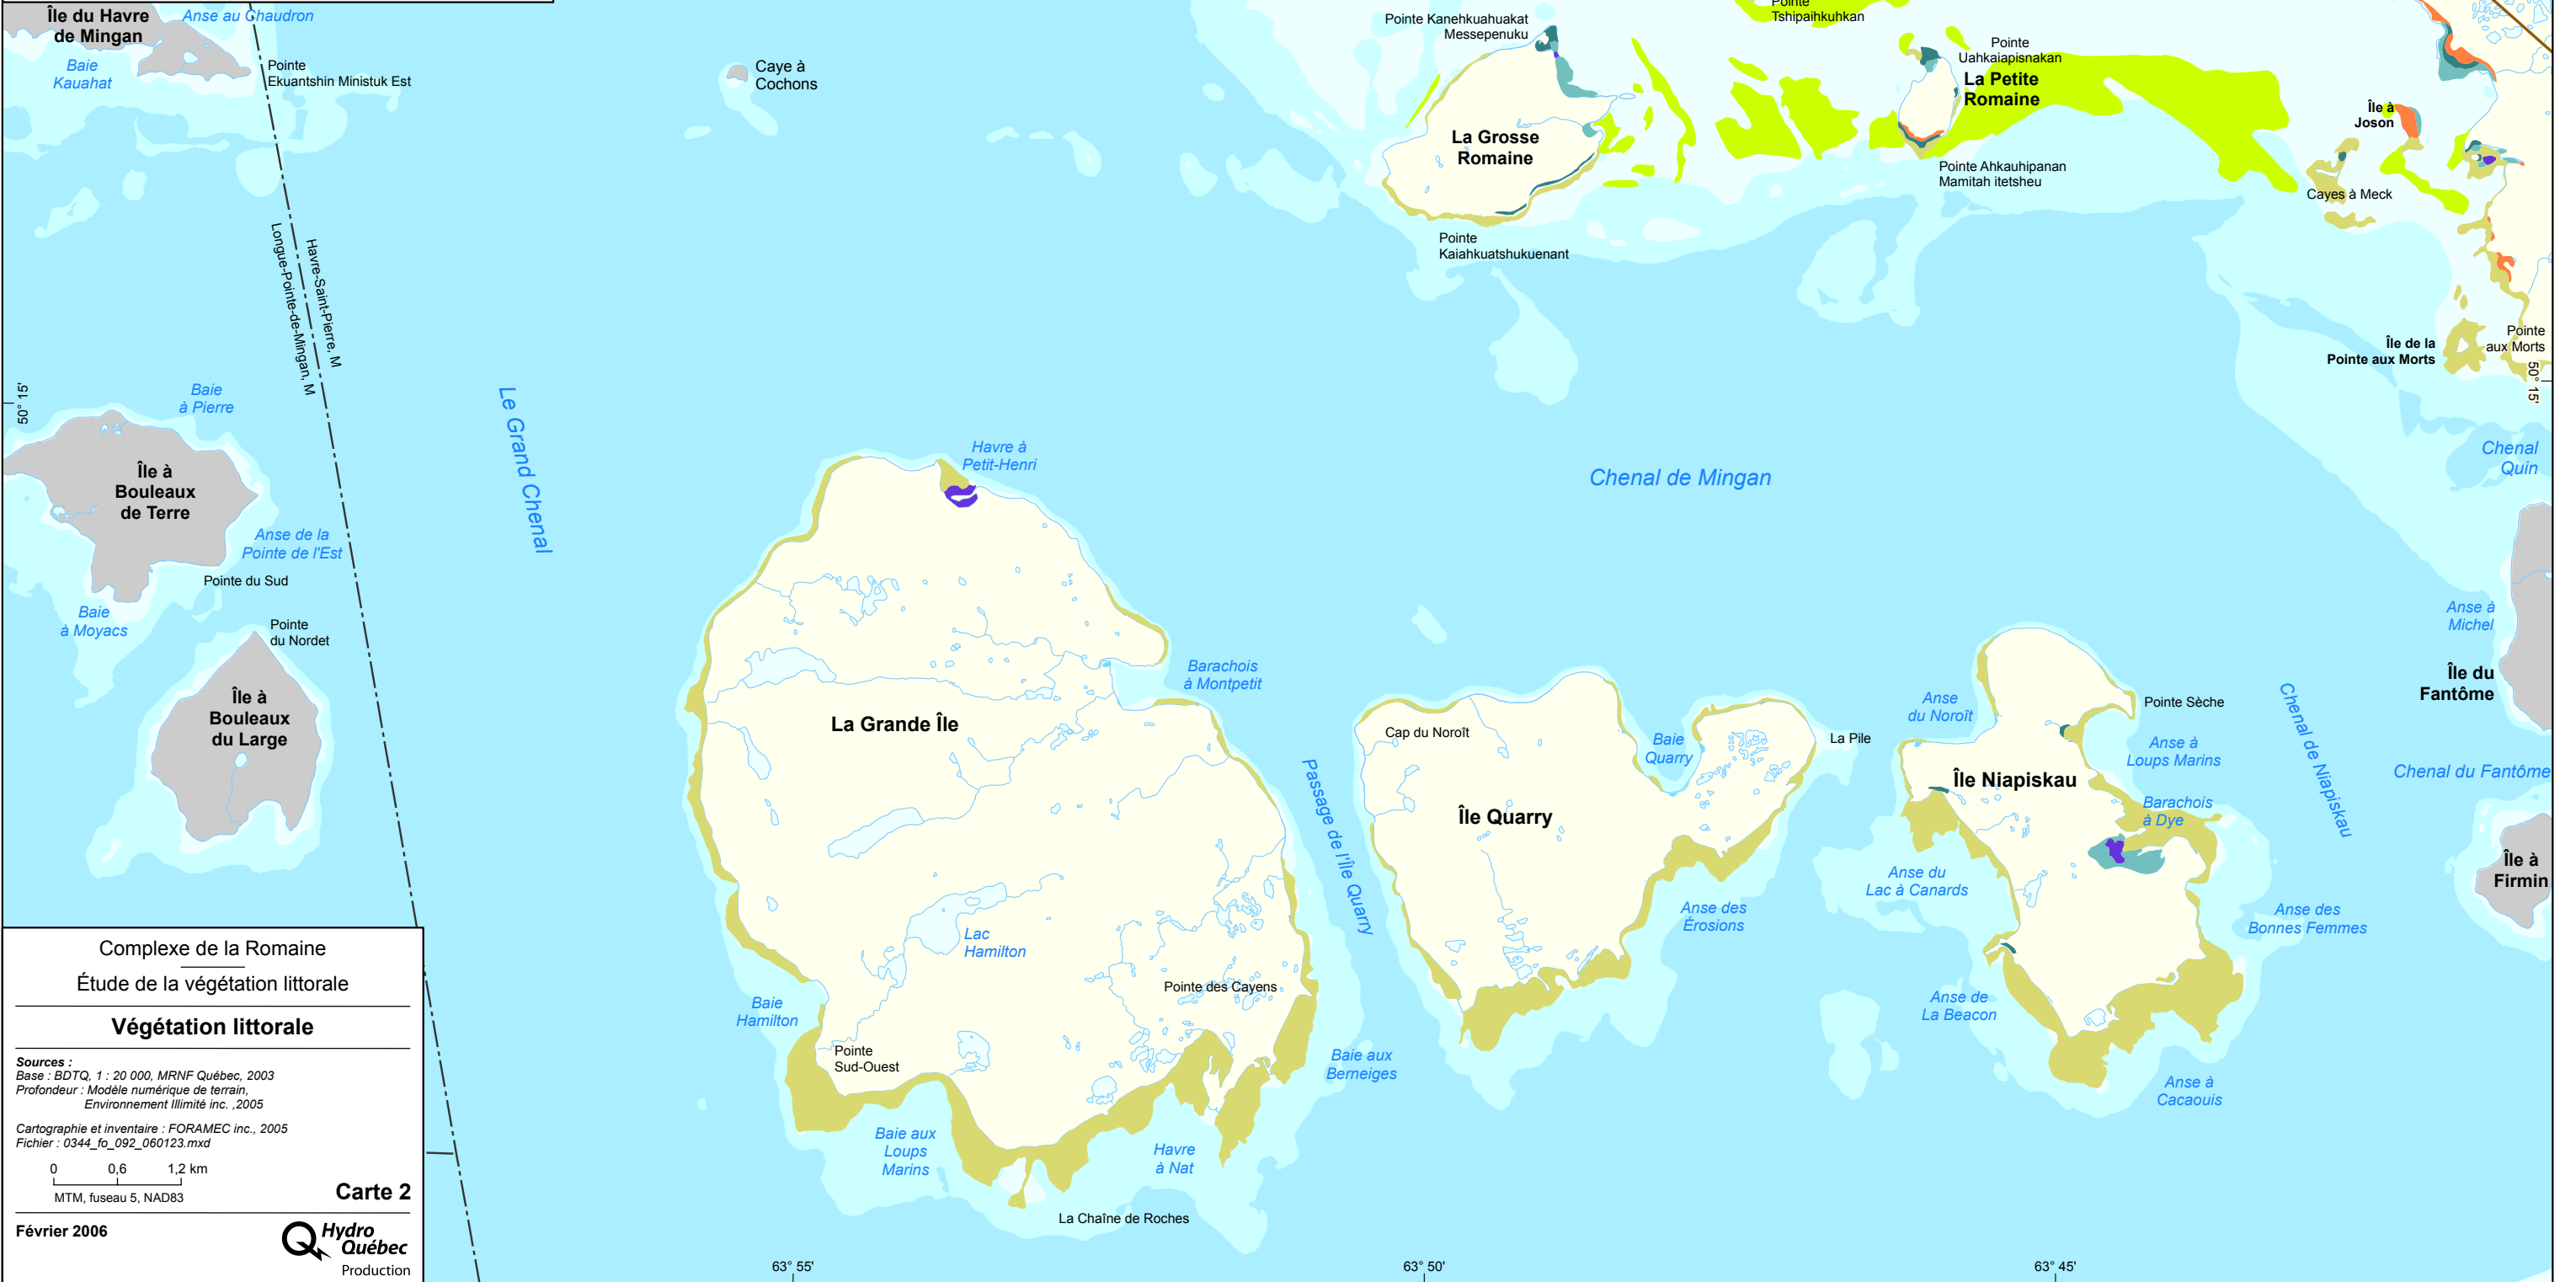 Île du Havre
de Mingan
Anse au Chaudron
Baie
Kauahat
Pointe
Ekuantshin Ministuk Est
Caye à
Cochons
Pointe Kanehkuahuakat
Messepenuku
Pointe
Tshipaihkuhkan
Pointe
Uahkaiapisnakan
La Petite
Romaine
La Grosse
Romaine
Île à
Joson
Pointe Ahkauhipanan
Mamitah itetsheu
Cayes à Meck
Pointe
Kaiahkuatshukuenant
Havre-Saint-Pierre, M
Longue-Pointe-de-Mingan, M
Île de la
Pointe aux Morts
Pointe
aux Morts
50° 15'
50° 15'
Baie
à Pierre
Le Grand Chenal
Havre à
Petit-Henri
Chenal de Mingan
Chenal
Quin
Île à
Bouleaux
de Terre
Anse de la
Pointe de l'Est
Pointe du Sud
Baie
à Moyacs
Pointe
du Nordet
Île à
Bouleaux
du Large
Anse à
Michel
Île du
Fantôme
Barachois
à Montpetit
La Grande Île
Cap du Noroît
Baie
Quarry
La Pile
Île Quarry
Passage de l'Île Quarry
Anse
du Noroît
Pointe Sèche
Anse à
Loups Marins
Île Niapiskau
Barachois
à Dye
Chenal de Niapiskau
Chenal du Fantôme
Île à
Firmin
Anse du
Lac à Canards
Anse des
Érosions
Anse des
Bonnes Femmes
Lac
Hamilton
Pointe des Cayens
Baie
Hamilton
Anse de
La Beacon
Pointe
Sud-Ouest
Baie aux
Berneiges
Anse à
Cacaouis
Baie aux
Loups
Marins
Havre
à Nat
La Chaîne de Roches
Complexe de la Romaine
Étude de la végétation littorale
Végétation littorale
Sources :
Base : BDTQ, 1 : 20 000, MRNF Québec, 2003
Profondeur : Modèle numérique de terrain,
Environnement Illimité inc. ,2005
Cartographie et inventaire : FORAMEC inc., 2005
Fichier : 0344_fo_092_060123.mxd
0 0,6 1,2 km
MTM, fuseau 5, NAD83
Carte 2
Février 2006
Hydro
Québec
Production
63° 55'
63° 50'
63° 45'